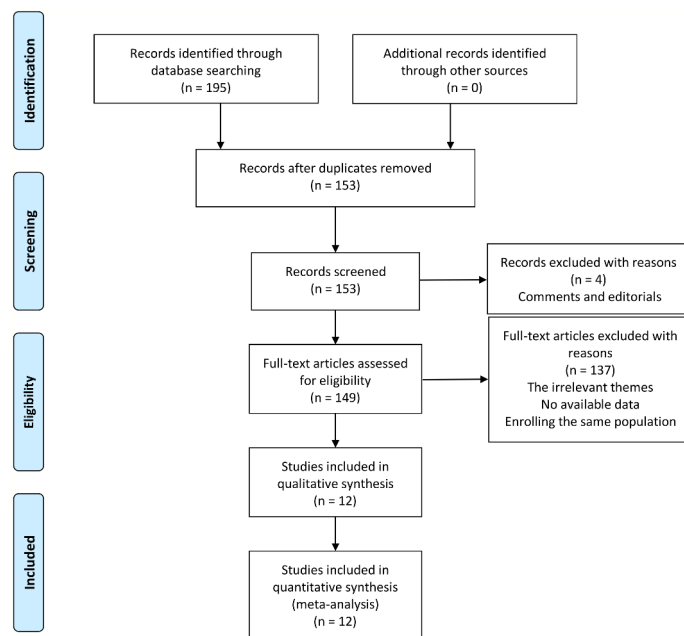 Identification
Records identified through
database searching
(n = 195)
Additional records identified
through other sources
(n = 0)
Records after duplicates removed
(n = 153)
Screening
Records screened
(n = 153)
Records excluded with reasons
(n = 4)
Comments and editorials
Eligibility
Full-text articles assessed
for eligibility
(n = 149)
Full-text articles excluded with
reasons
(n = 137)
The irrelevant themes
No available data
Enrolling the same population
Studies included in
qualitative synthesis
(n = 12)
Included
Studies included in
quantitative synthesis
(meta-analysis)
(n = 12)